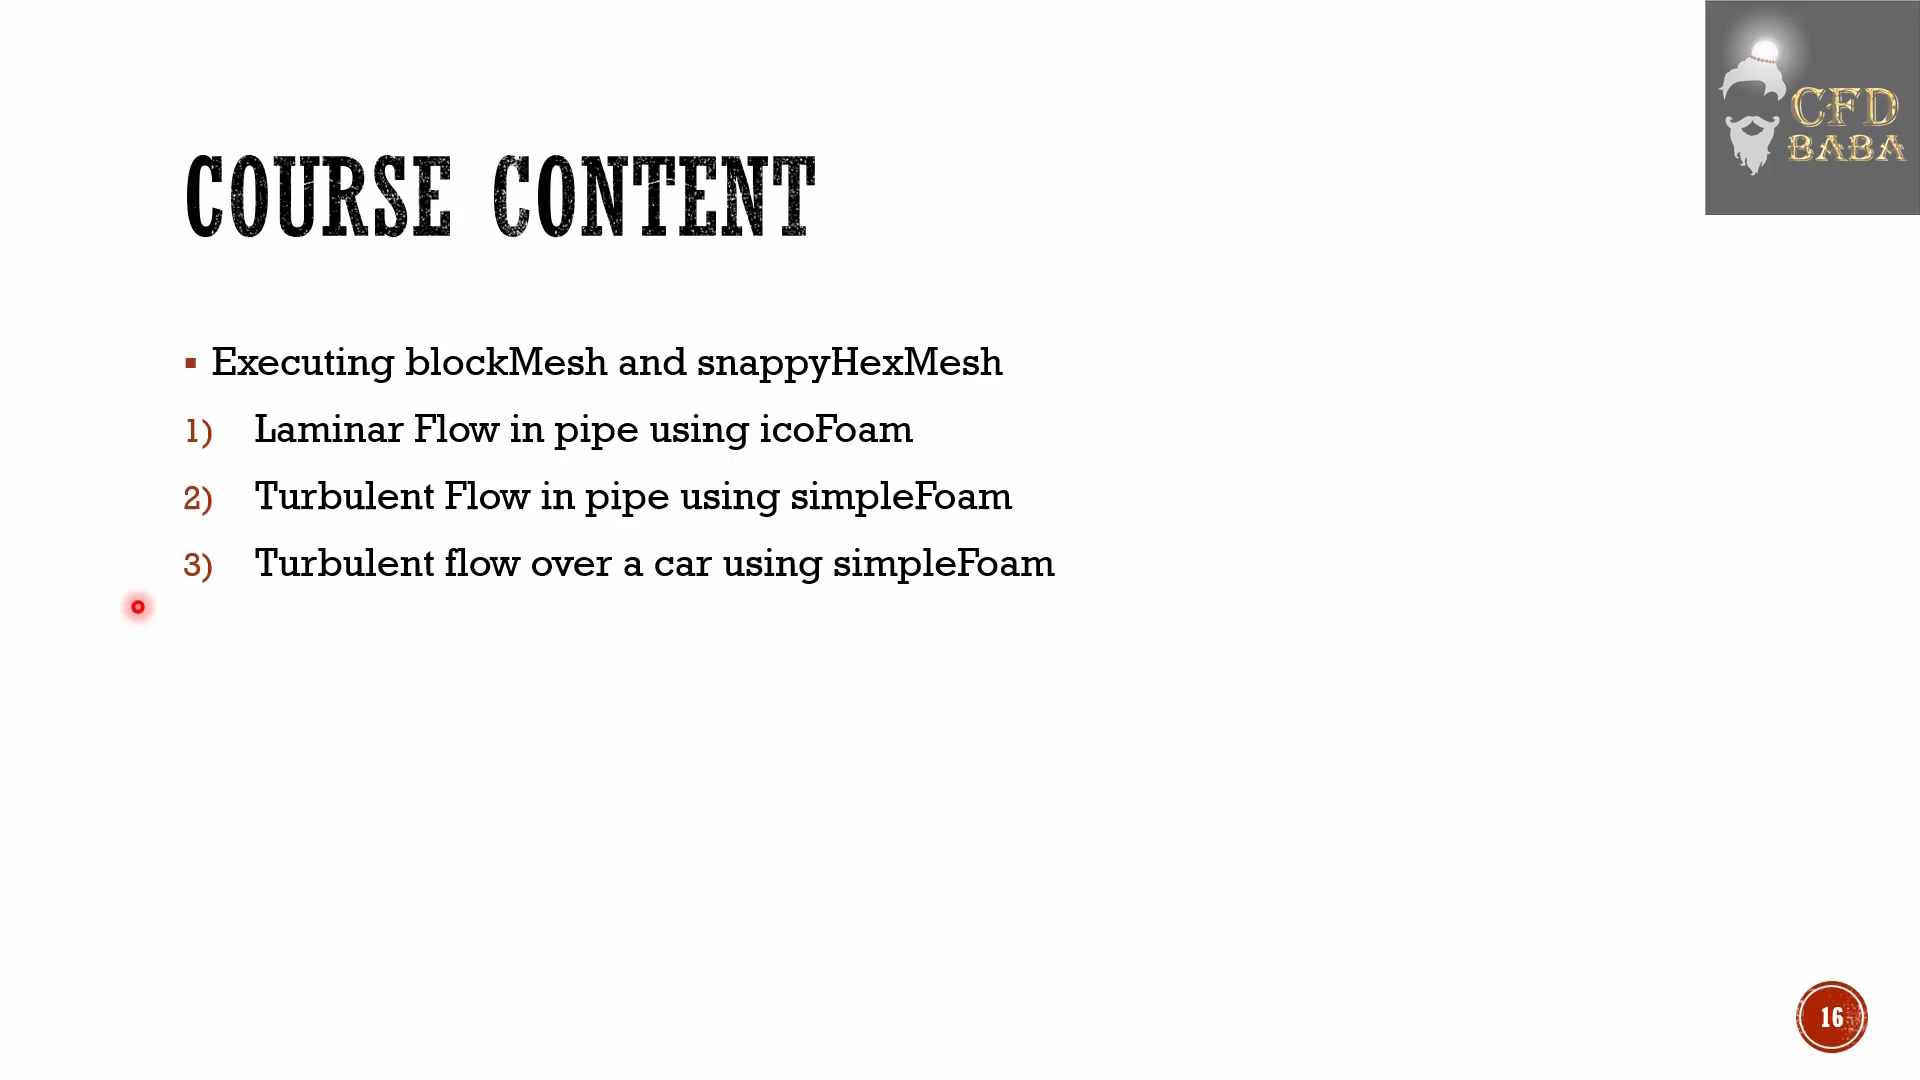 CFD
BABA
COURSE CONTENT
▪ Executing blockMesh and snappyHexMesh
1) Laminar Flow in pipe using icoFoam
2) Turbulent Flow in pipe using simpleFoam
3) Turbulent flow over a car using simpleFoam
16